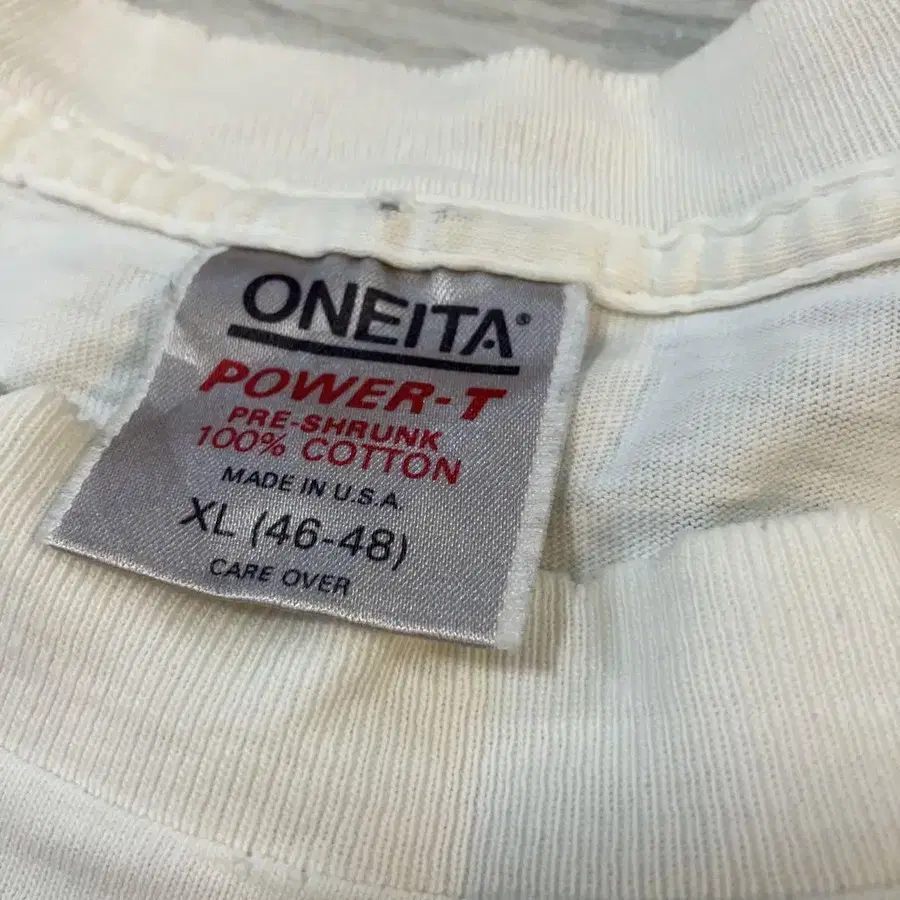 ONEITA®
POWER-T
PRE-SHRUNK
100% COTTON
MADE IN U.S.A.
XL (46-48)
CARE OVER